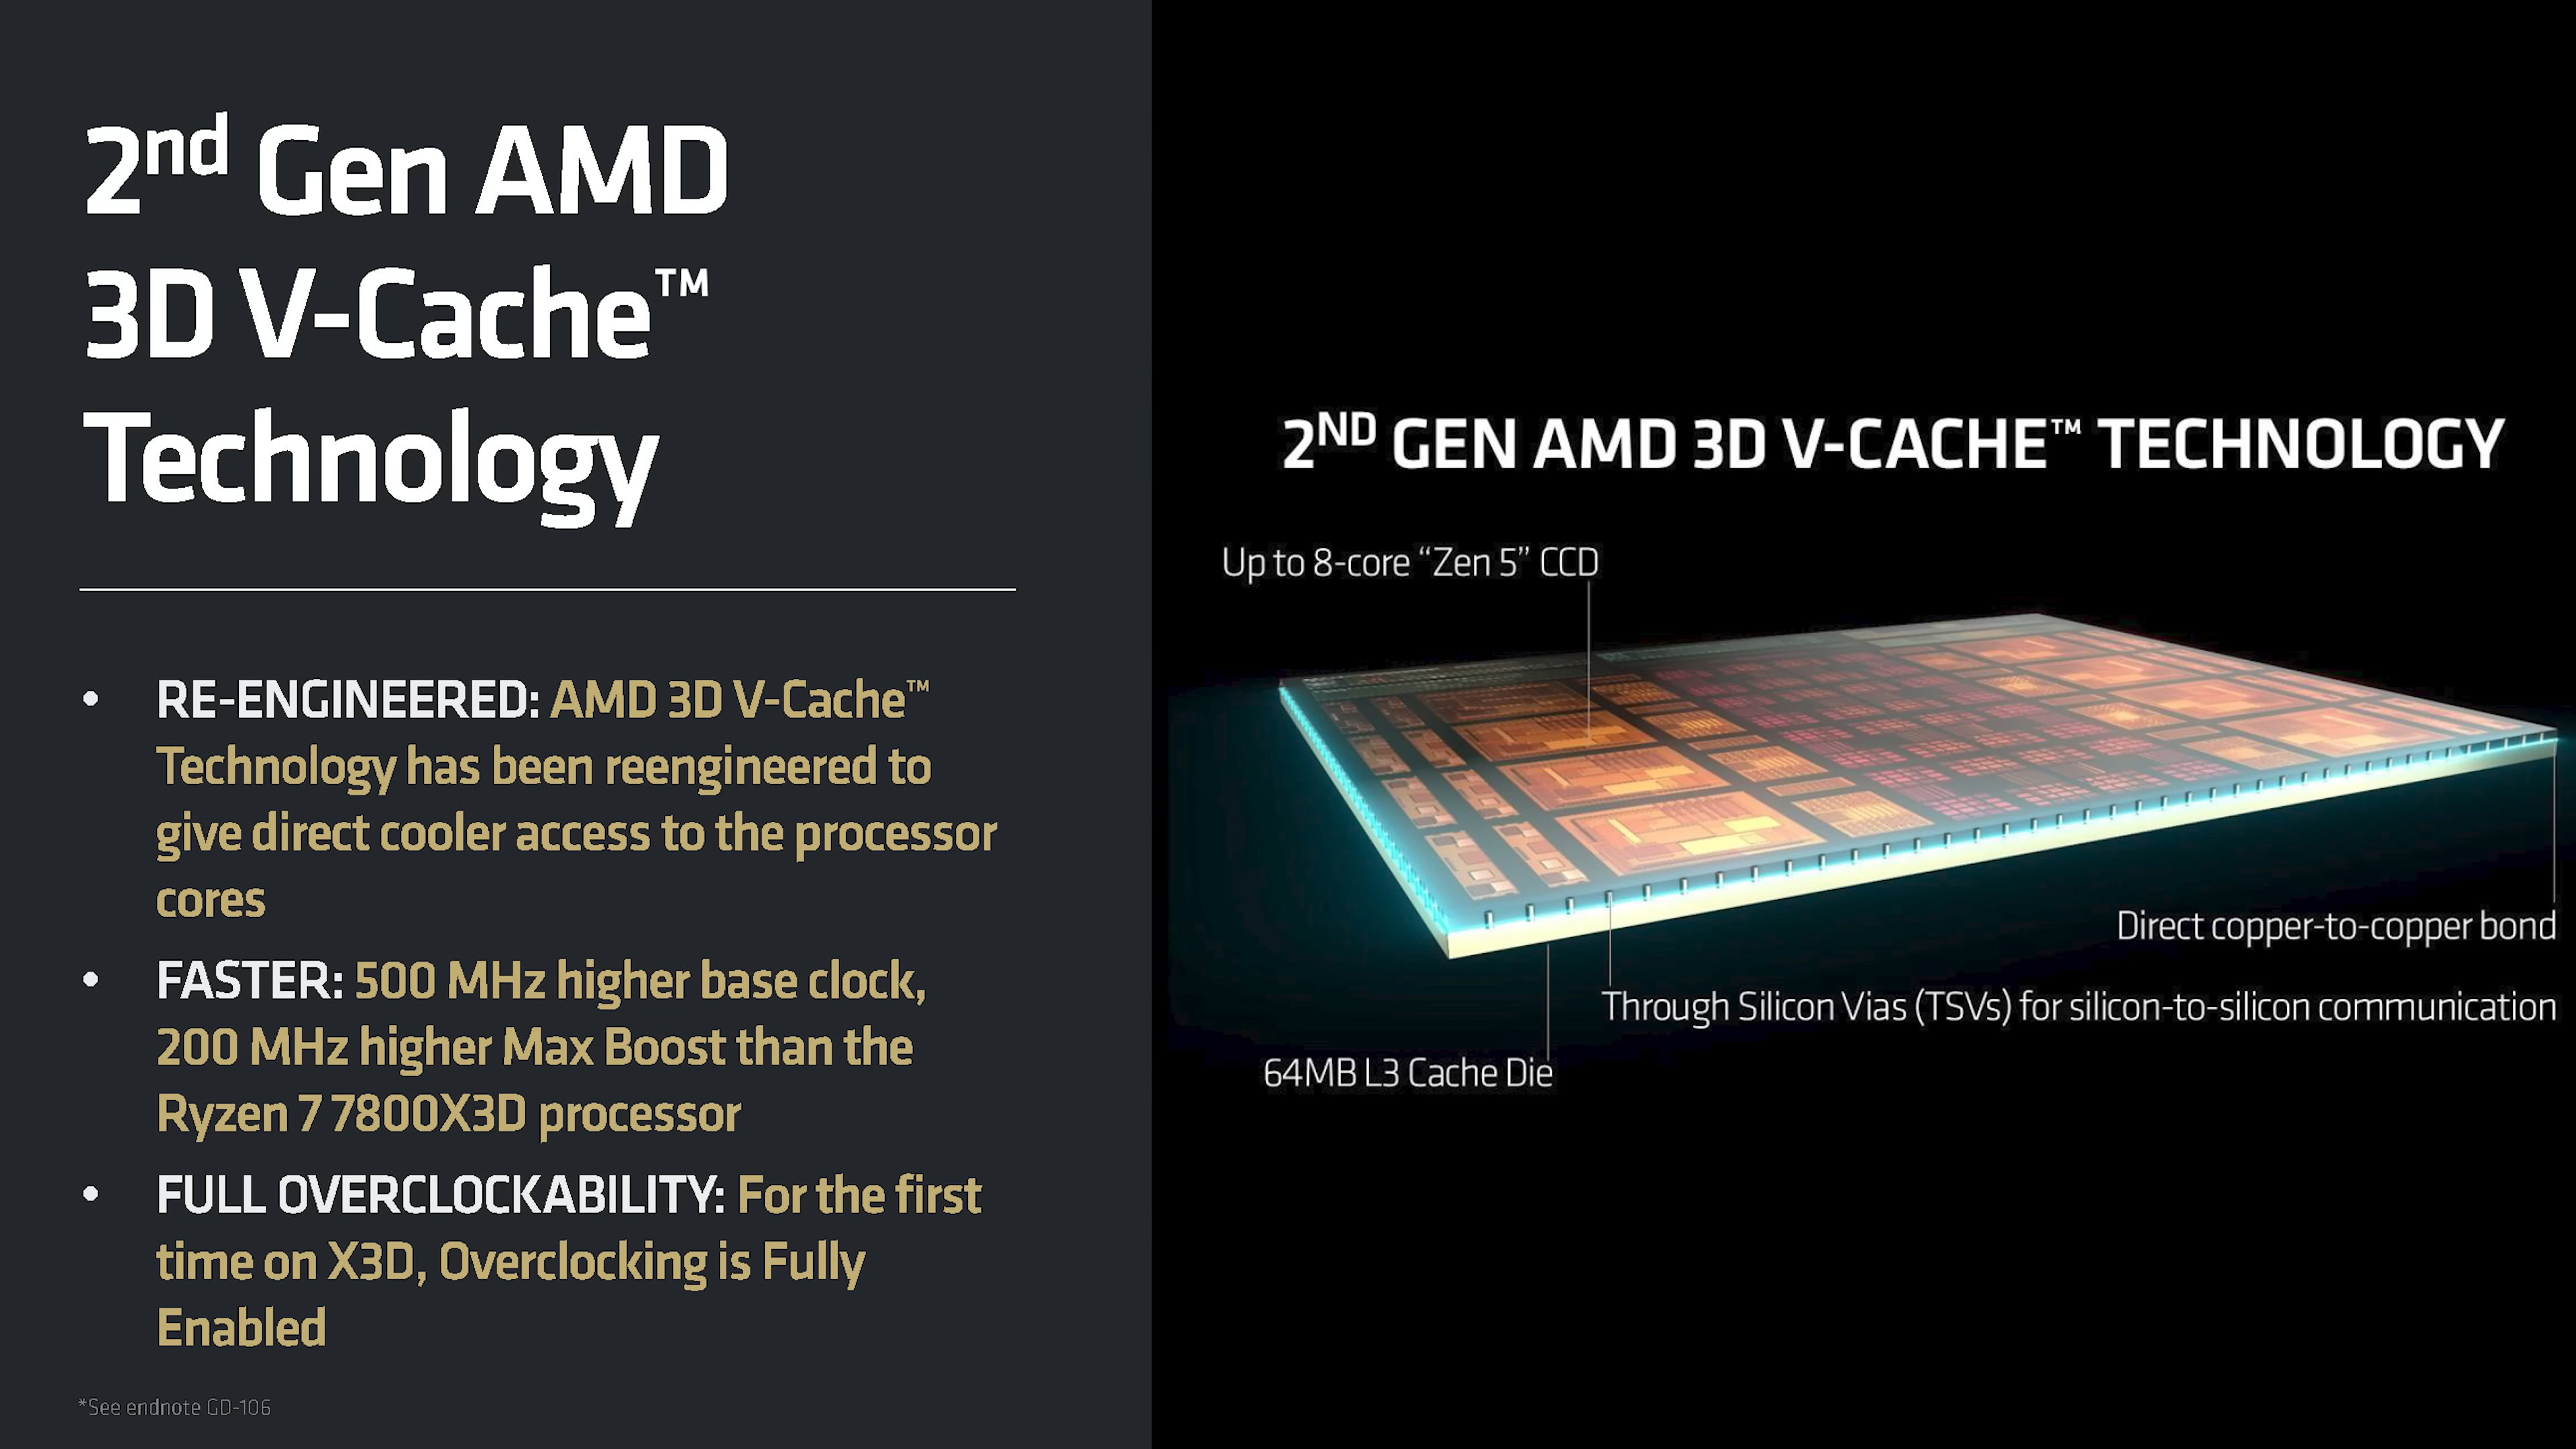 2nd Gen AMD
3D V-Cache™
Technology
• RE-ENGINEERED: AMD 3D V-Cache™
Technology has been reengineered to
give direct cooler access to the processor
cores
• FASTER: 500 MHz higher base clock,
200 MHz higher Max Boost than the
Ryzen 7 7800X3D processor
• FULL OVERCLOCKABILITY: For the first
time on X3D, Overclocking is Fully
Enabled
*See endnote GD-106
2ND GEN AMD 3D V-CACHE™ TECHNOLOGY
Up to 8-core “Zen 5” CCD
Direct copper-to-copper bond
Through Silicon Vias (TSVs) for silicon-to-silicon communication
64MB L3 Cache Die